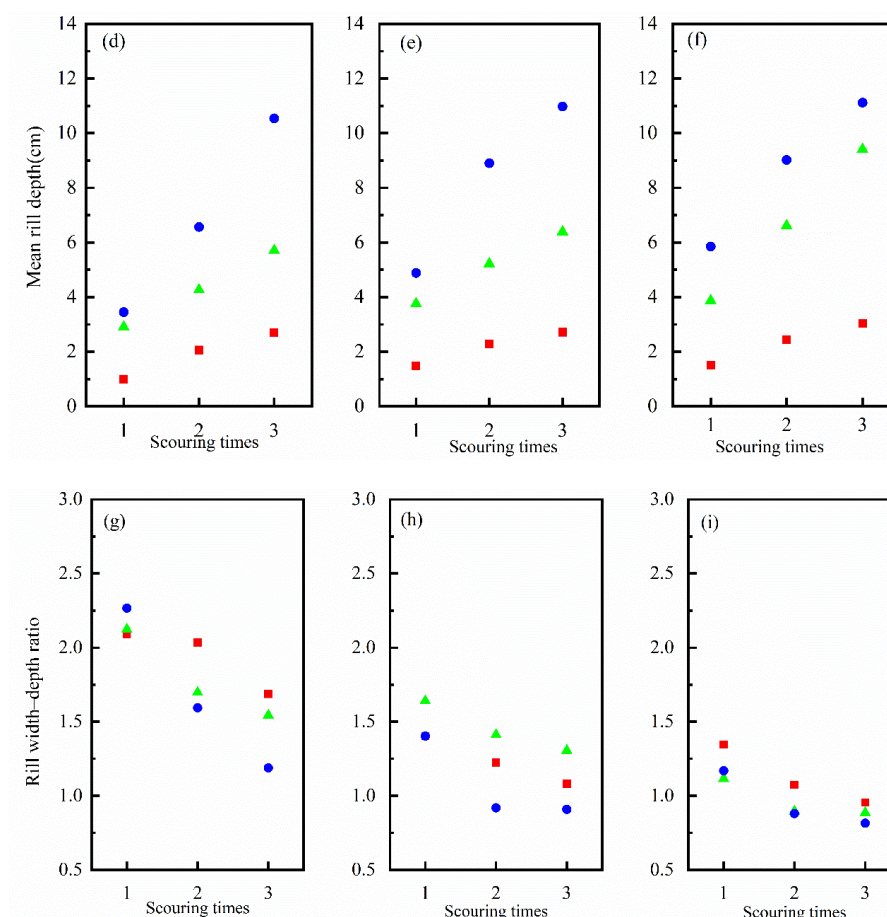 Mean rill depth(cm)
14
12
10
8
6
4
2
0
(d)
1 2 3
Scouring times
14
12
10
8
6
4
2
0
(e)
1 2 3
Scouring times
14
12
10
8
6
4
2
0
(f)
1 2 3
Scouring times
Rill width–depth ratio
3.0
2.5
2.0
1.5
1.0
0.5
(g)
1 2 3
Scouring times
3.0
2.5
2.0
1.5
1.0
0.5
(h)
1 2 3
Scouring times
3.0
2.5
2.0
1.5
1.0
0.5
(i)
1 2 3
Scouring times